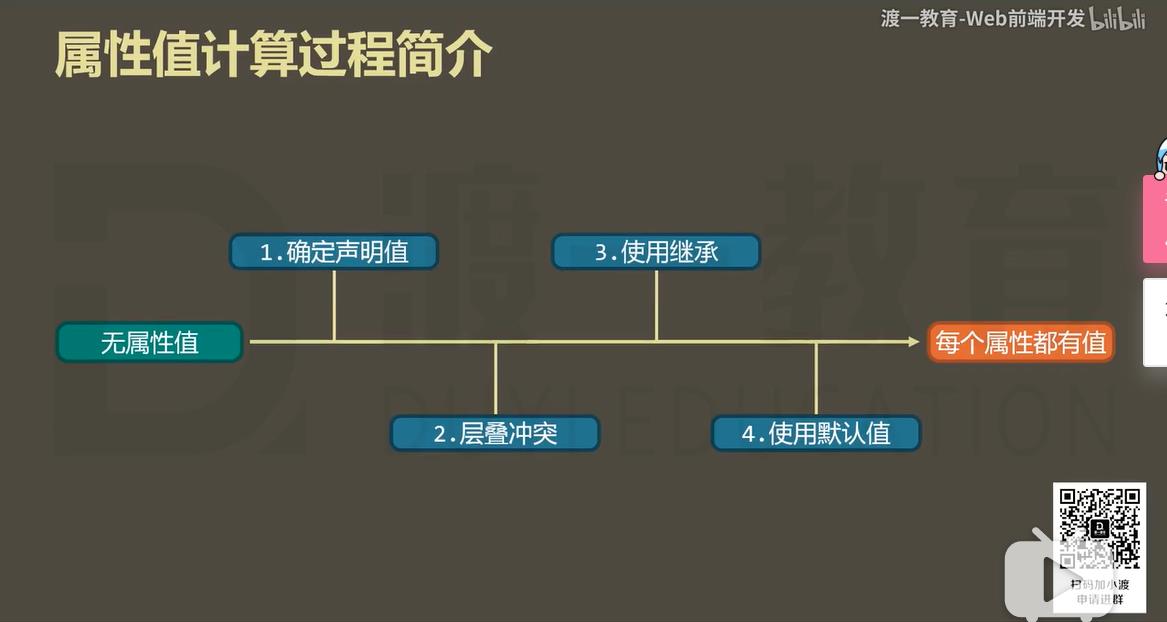 渡一教育-Web前端开发 bilibili
属性值计算过程简介
1.确定声明值
3.使用继承
无属性值
每个属性都有值
2.层叠冲突
4.使用默认值
渡 教育
DUYI EDUCATION
扫码加小渡
申请进群